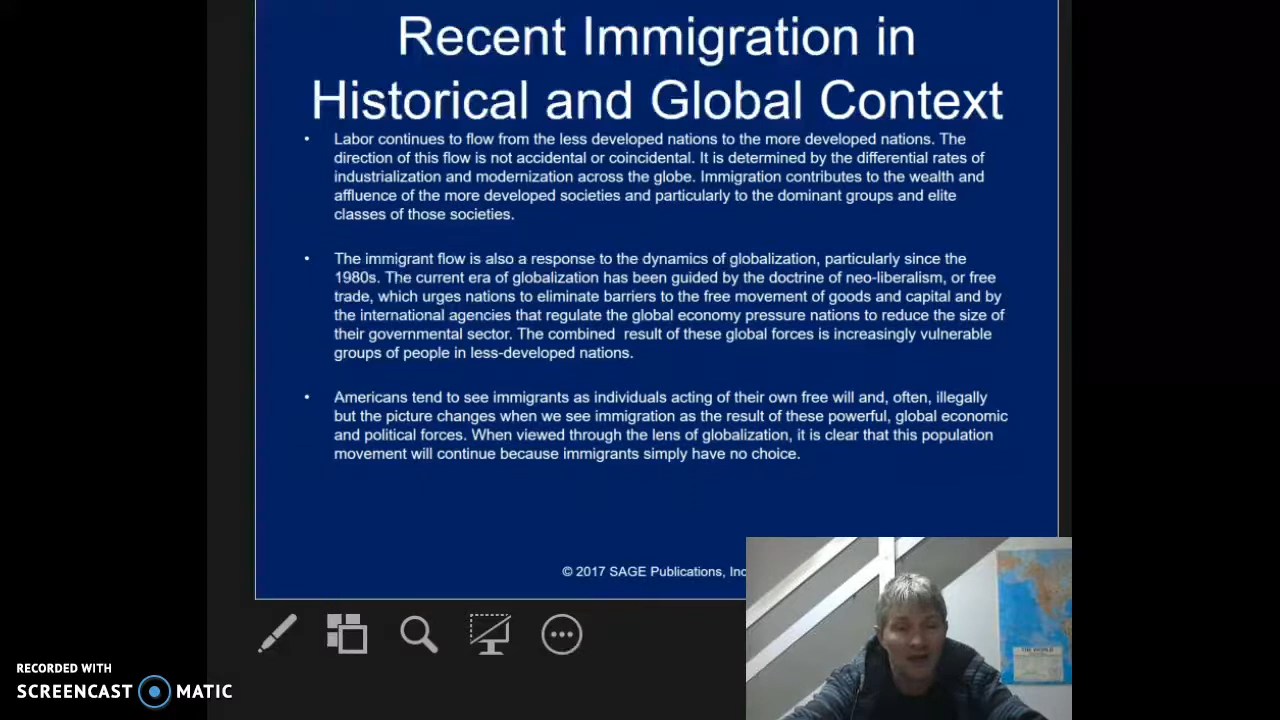 Recent Immigration in
Historical and Global Context
• Labor continues to flow from the less developed nations to the more developed nations. The
direction of this flow is not accidental or coincidental. It is determined by the differential rates of
industrialization and modernization across the globe. Immigration contributes to the wealth and
affluence of the more developed societies and particularly to the dominant groups and elite
classes of those societies.
• The immigrant flow is also a response to the dynamics of globalization, particularly since the
1980s. The current era of globalization has been guided by the doctrine of neo-liberalism, or free
trade, which urges nations to eliminate barriers to the free movement of goods and capital and by
the international agencies that regulate the global economy pressure nations to reduce the size of
their governmental sector. The combined result of these global forces is increasingly vulnerable
groups of people in less-developed nations.
• Americans tend to see immigrants as individuals acting of their own free will and, often, illegally
but the picture changes when we see immigration as the result of these powerful, global economic
and political forces. When viewed through the lens of globalization, it is clear that this population
movement will continue because immigrants simply have no choice.
© 2017 SAGE Publications, Inc
THE WORLD
RECORDED WITH
SCREENCAST MATIC